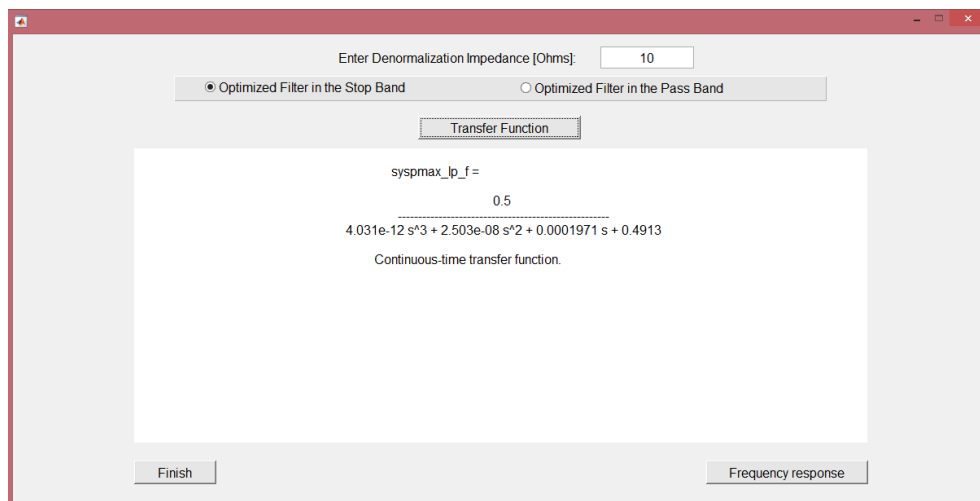 Enter Denormalization Impedance [Ohms]: 10
Optimized Filter in the Stop Band Optimized Filter in the Pass Band
Transfer Function
syspmax_lp_f =
0.5
----------------------------------------------------
4.031e-12 s^3 + 2.503e-08 s^2 + 0.0001971 s + 0.4913
Continuous-time transfer function.
Finish Frequency response